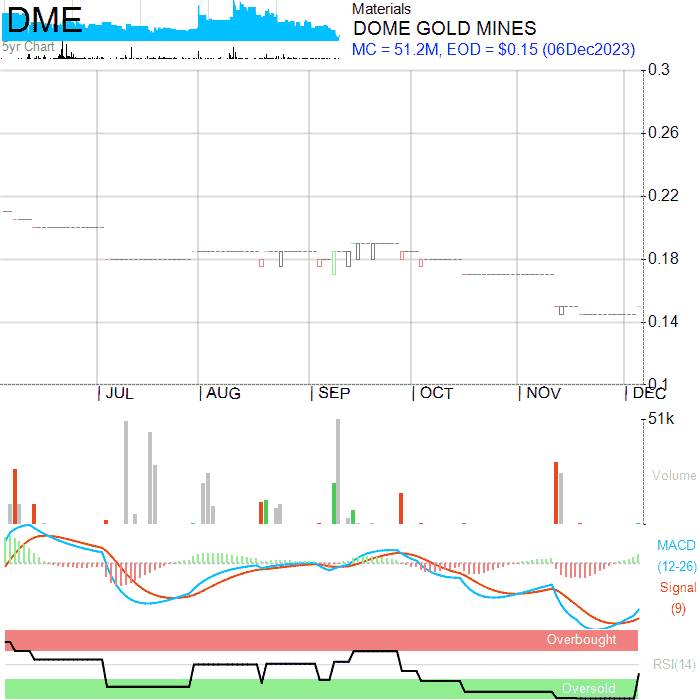 DME
5yr Chart
Materials
DOME GOLD MINES
MC = 51.2M, EOD = $0.15 (06Dec2023)
0.3
0.26
0.22
0.18
0.14
0.1
JUL
AUG
SEP
OCT
NOV
DEC
51k
Volume
MACD
(12-26)
Signal
(9)
Overbought
RSI(14)
Oversold